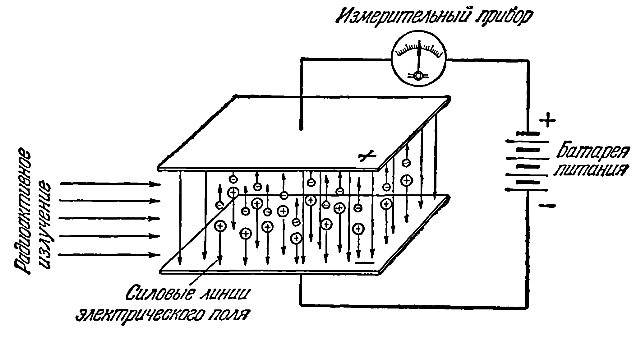 Измерительный прибор
+
Батарея
питания
−
Радиоактивное
излучение
+
−
Силовые линии
электрического поля